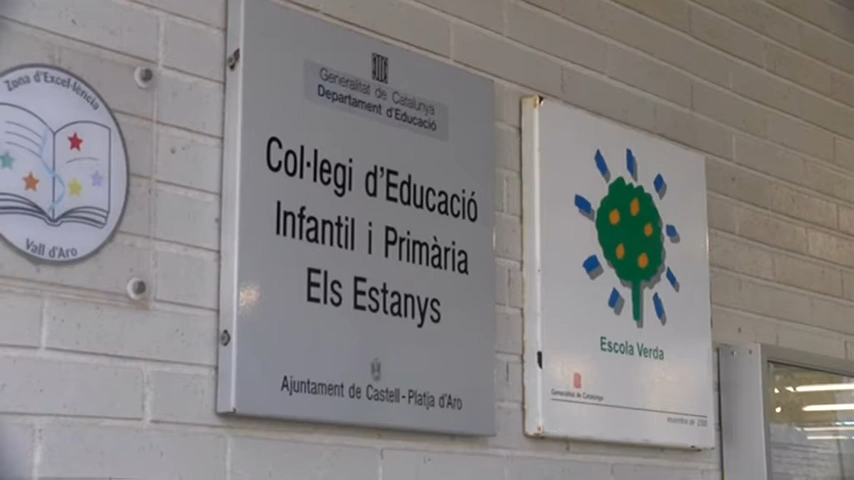 Zona d'Excel·lència
Vall d'Aro
Generalitat de Catalunya
Departament d'Educació
Col·legi d'Educació
Infantil i Primària
Els Estanys
Ajuntament de Castell-Platja d'Aro
Escola Verda
Generalitat de Catalunya